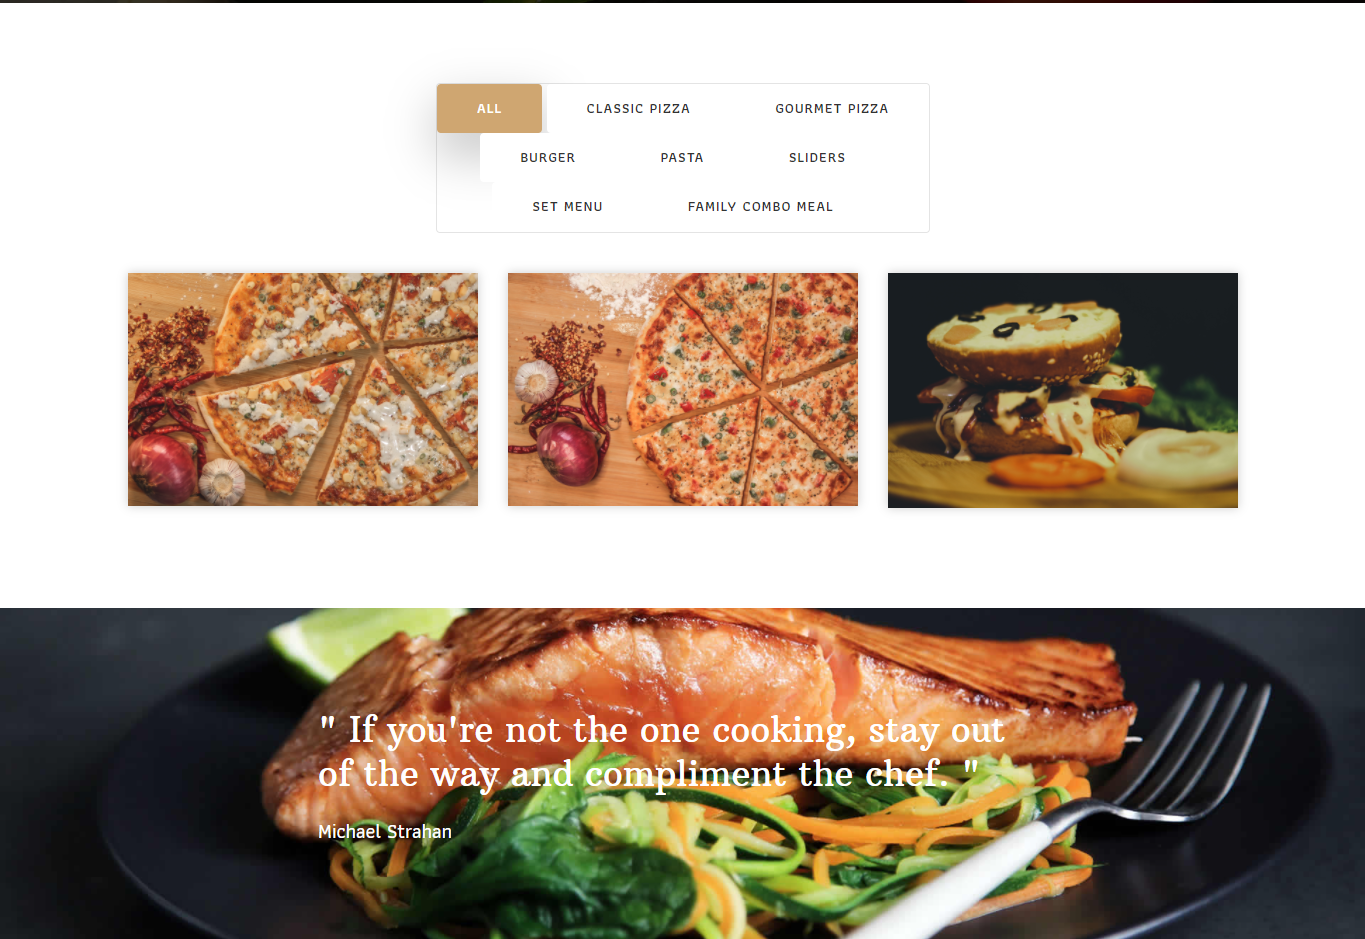 ALL CLASSIC PIZZA GOURMET PIZZA
BURGER PASTA SLIDERS
SET MENU FAMILY COMBO MEAL
" If you're not the one cooking, stay out
of the way and compliment the chef. "
Michael Strahan